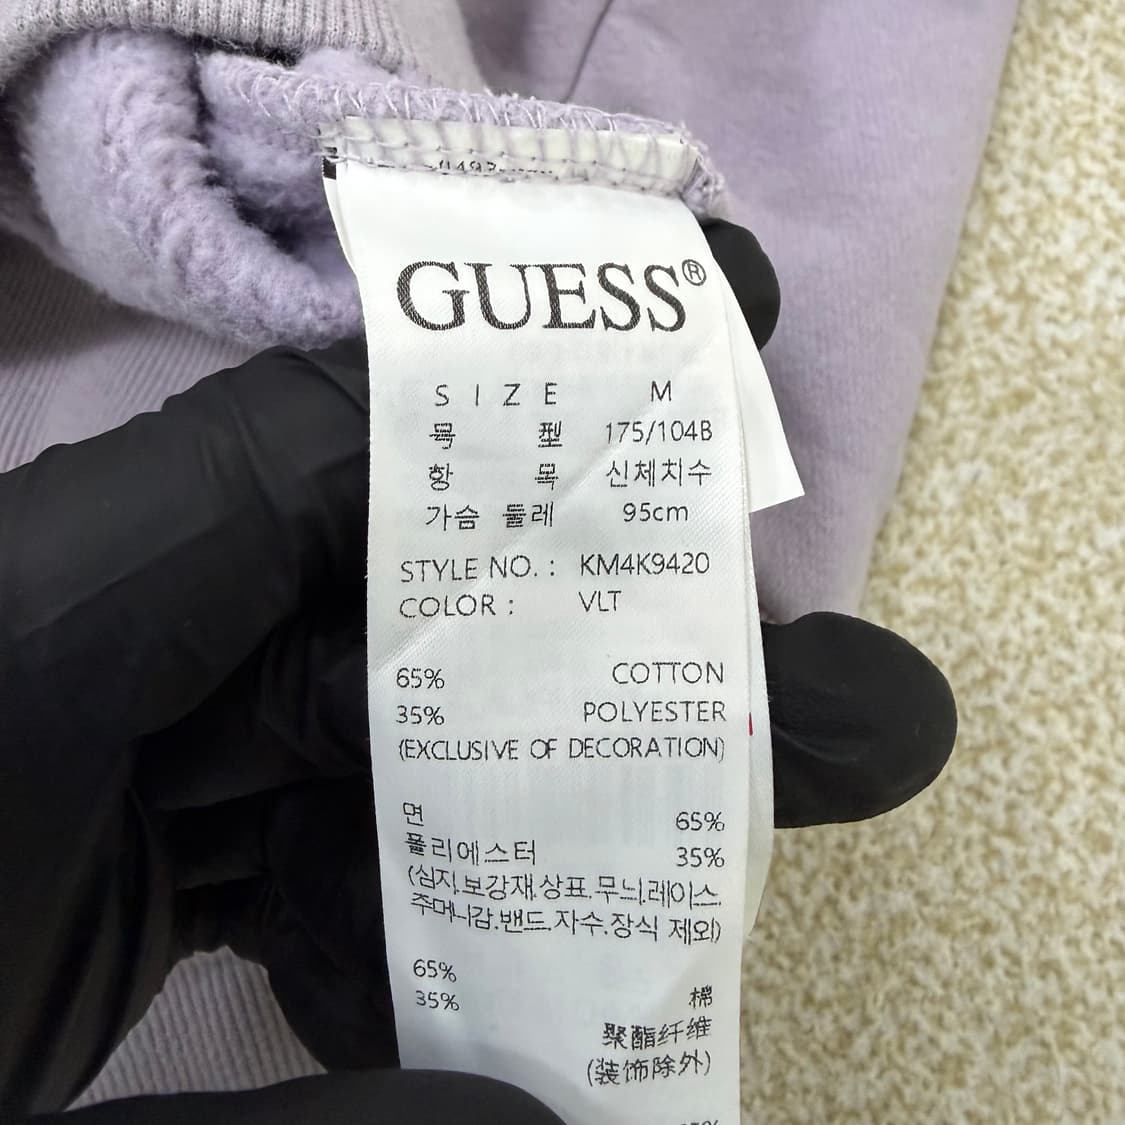 GUESS®
SIZE M
묵 型 175/104B
항 목 신체치수
가슴 둘레 95cm
STYLE NO. : KM4K9420
COLOR : VLT
65% COTTON
35% POLYESTER
(EXCLUSIVE OF DECORATION)
면 65%
폴리에스터 35%
(심지.보강재.상표.무늬.레이스.
주머니감.밴드.자수.장식 제외)
65% 棉
35% 聚酯纤维
(装饰除外)